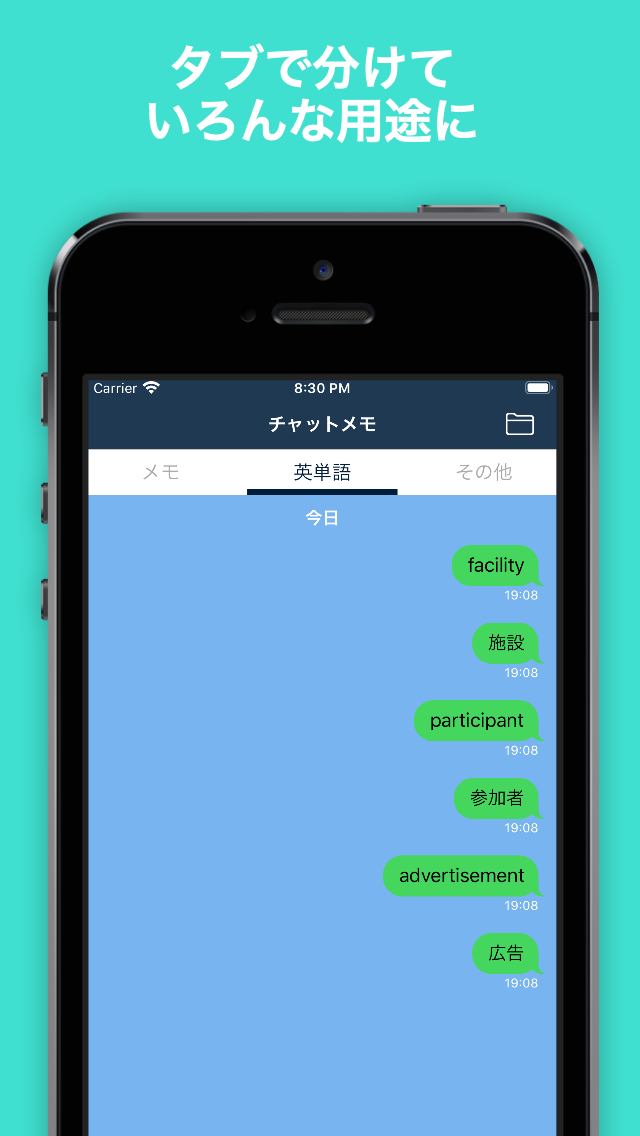 タブで分けて
いろんな用途に
Carrier 8:30 PM
チャットメモ
メモ 英単語 その他
今日
facility
19:08
施設
19:08
participant
19:08
参加者
19:08
advertisement
19:08
広告
19:08